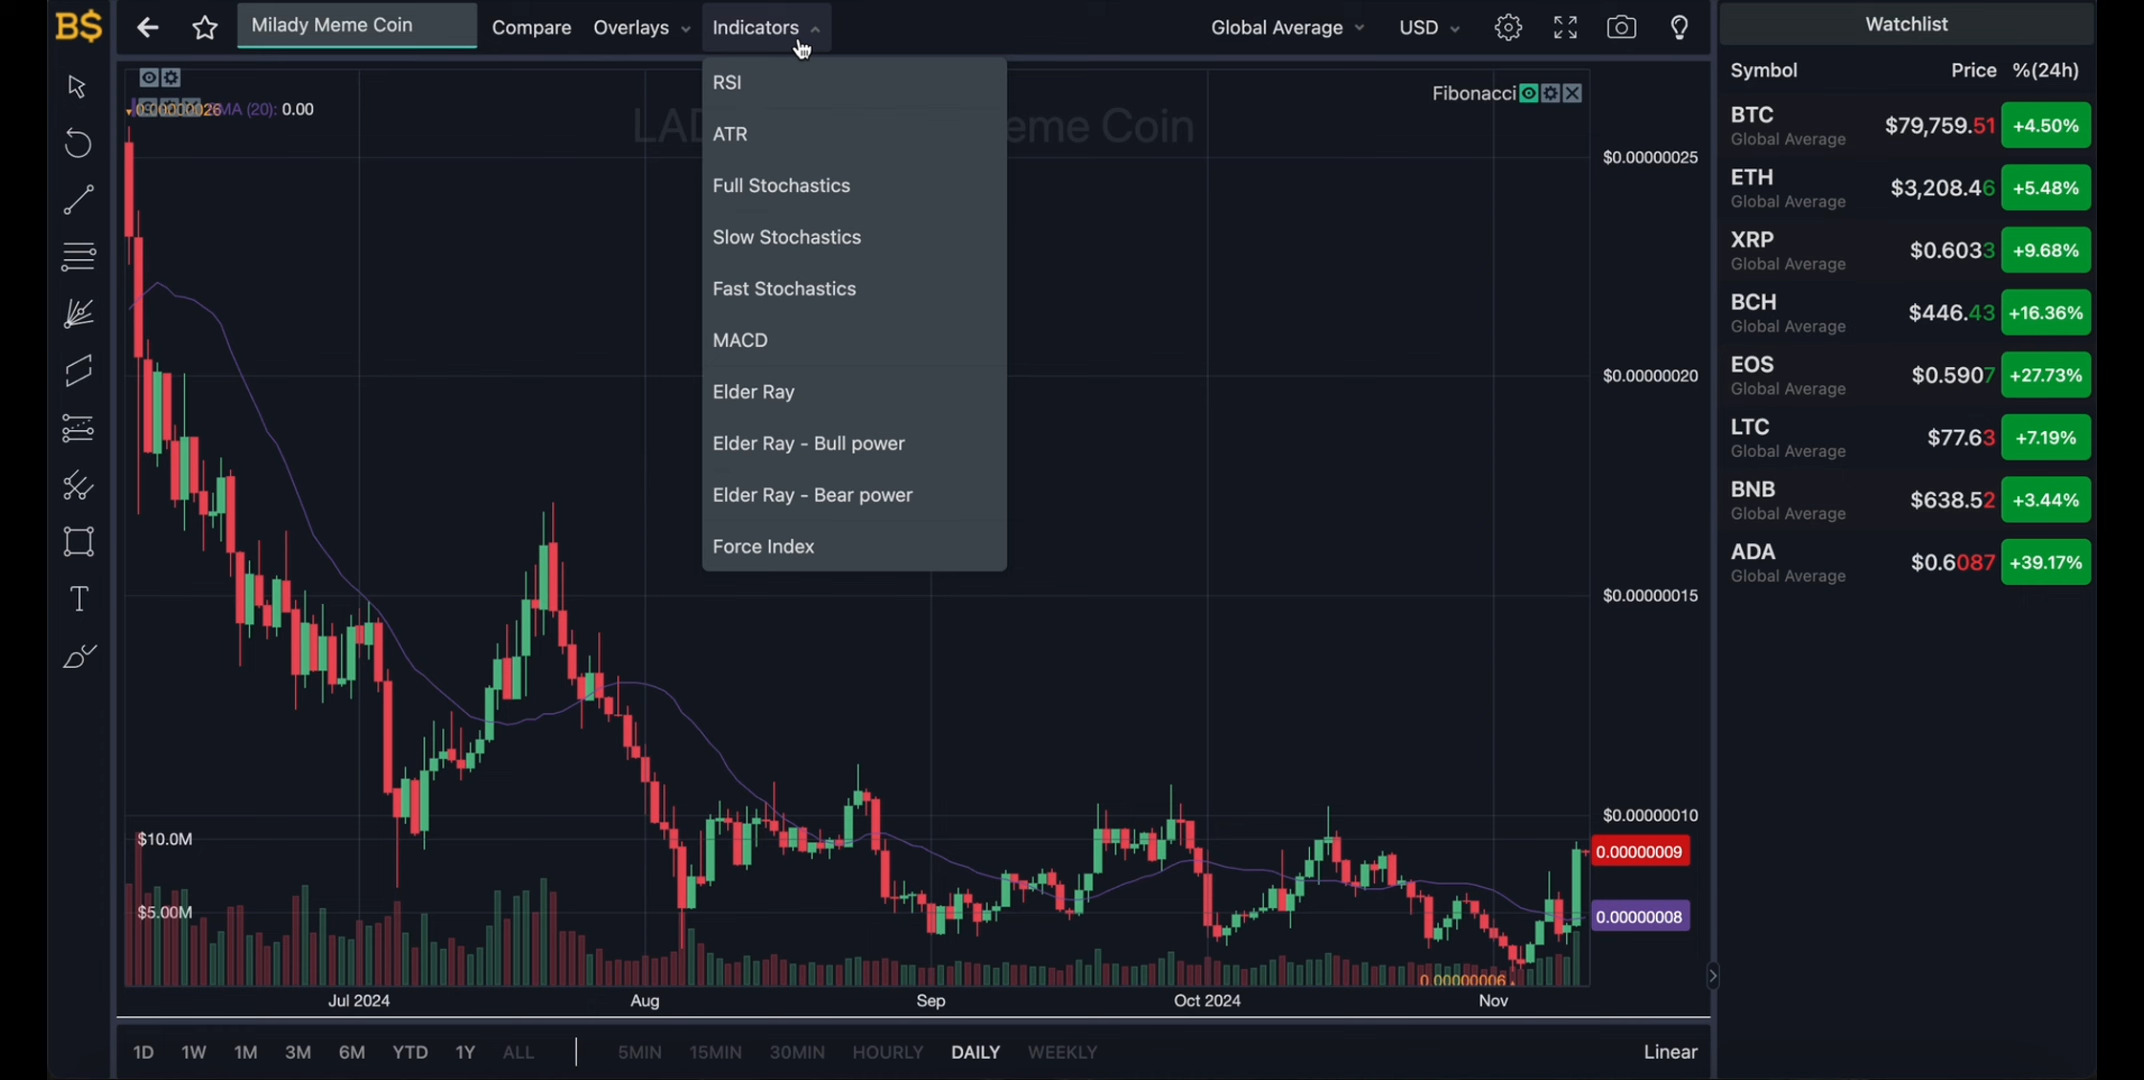 B$
Milady Meme Coin
Compare
Overlays
Indicators
Global Average
USD
Watchlist
Symbol Price %(24h)
RSI
ATR
Full Stochastics
Slow Stochastics
Fast Stochastics
MACD
Elder Ray
Elder Ray - Bull power
Elder Ray - Bear power
Force Index
0.00000026
MA (20): 0.00
LAD
eme Coin
Fibonacci
$0.00000025
$0.00000020
$0.00000015
$0.00000010
0.00000009
0.00000008
$10.0M
$5.00M
0.00000006
Jul 2024 Aug Sep Oct 2024 Nov
1D 1W 1M 3M 6M YTD 1Y ALL 5MIN 15MIN 30MIN HOURLY DAILY WEEKLY Linear
BTC $79,759.51 +4.50%
Global Average
ETH $3,208.46 +5.48%
Global Average
XRP $0.6033 +9.68%
Global Average
BCH $446.43 +16.36%
Global Average
EOS $0.5907 +27.73%
Global Average
LTC $77.63 +7.19%
Global Average
BNB $638.52 +3.44%
Global Average
ADA $0.6087 +39.17%
Global Average
T